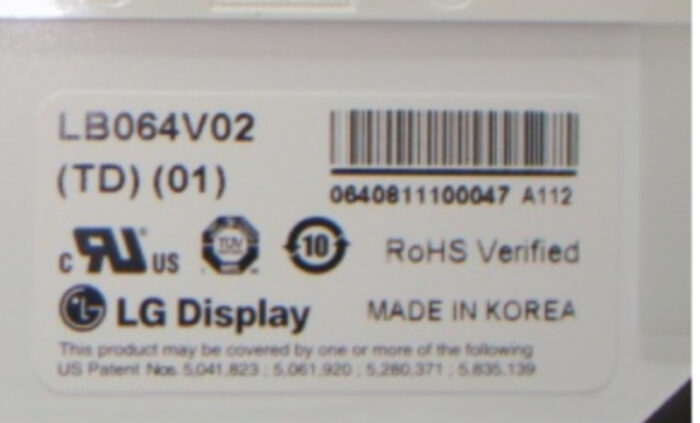 LB064V02
(TD) (01)
0640811100047 A112
c RU US TÜV 10 RoHS Verified
LG Display MADE IN KOREA
This product may be covered by one or more of the following
US Patent Nos. 5,041,823 ; 5,061,920 ; 5,280,371 ; 5,835,139